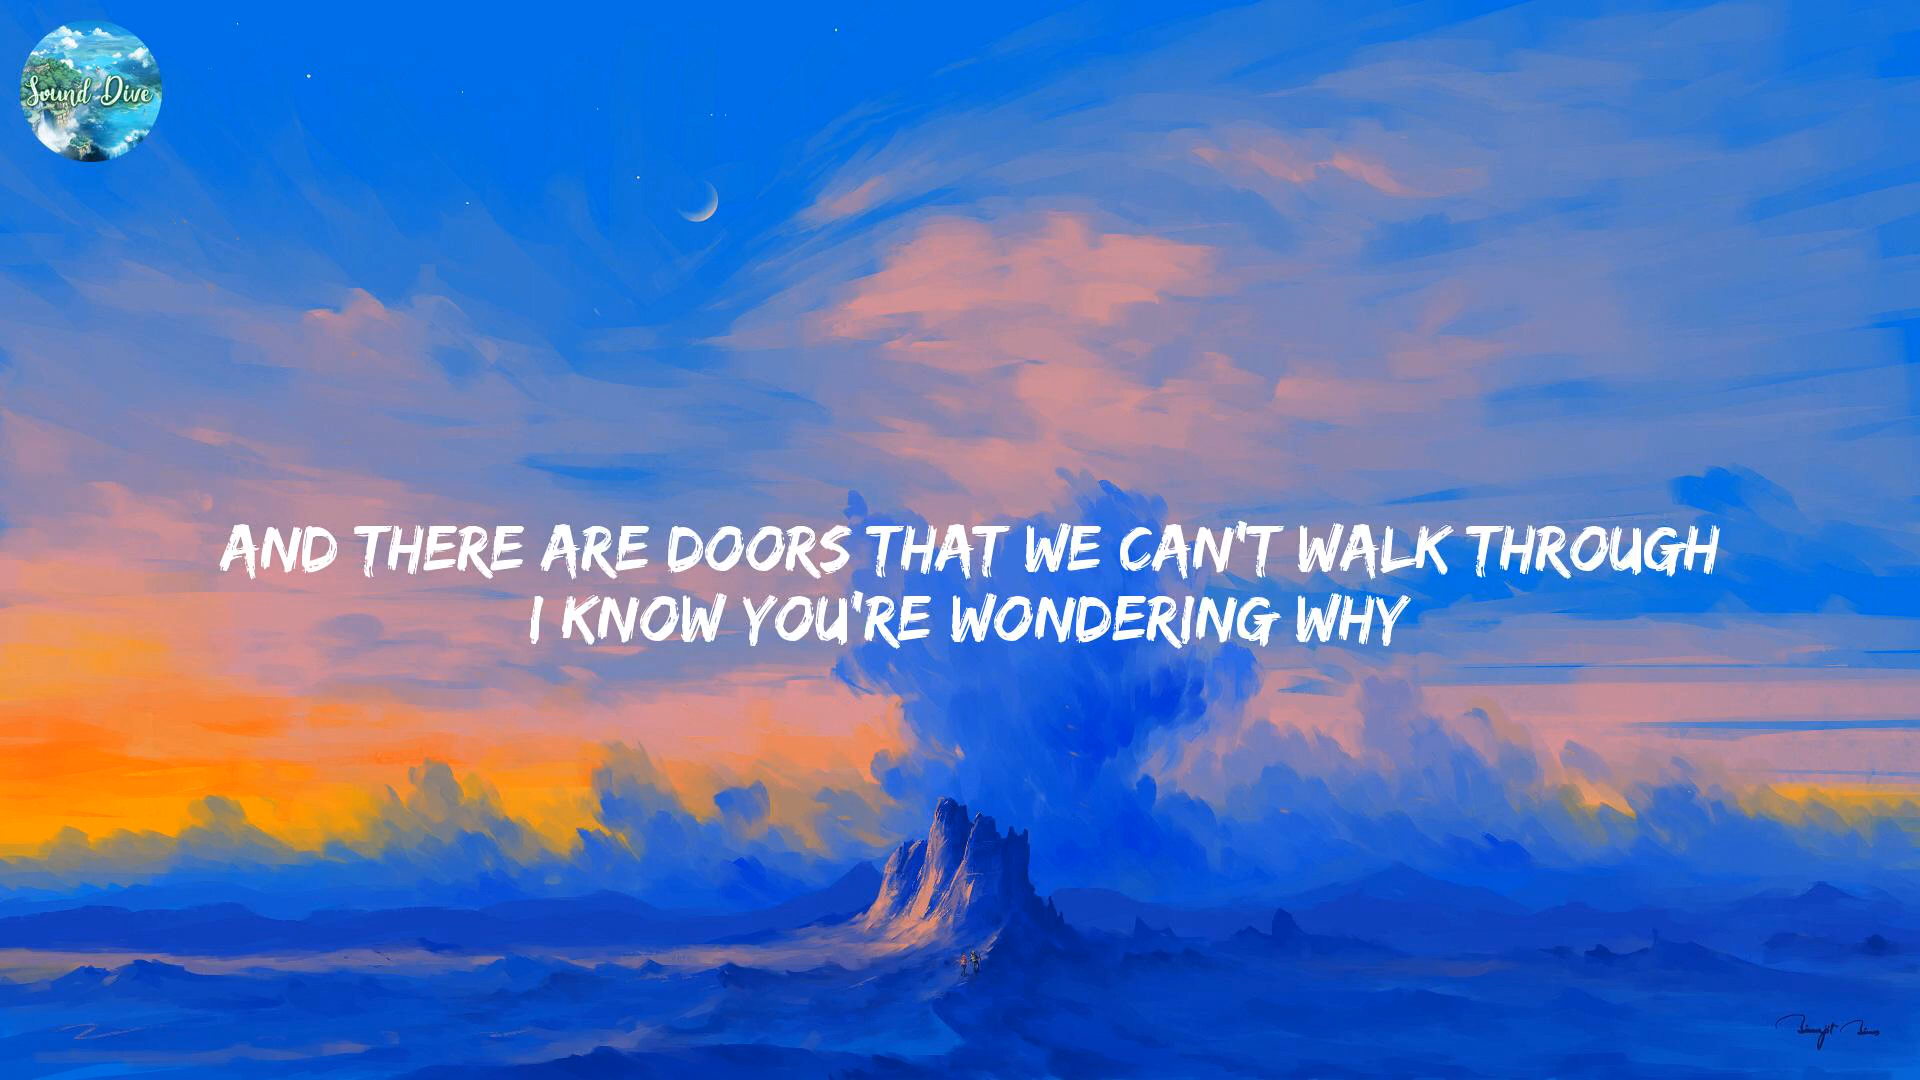 Sound Dive
AND THERE ARE DOORS THAT WE CAN'T WALK THROUGH
I KNOW YOU'RE WONDERING WHY